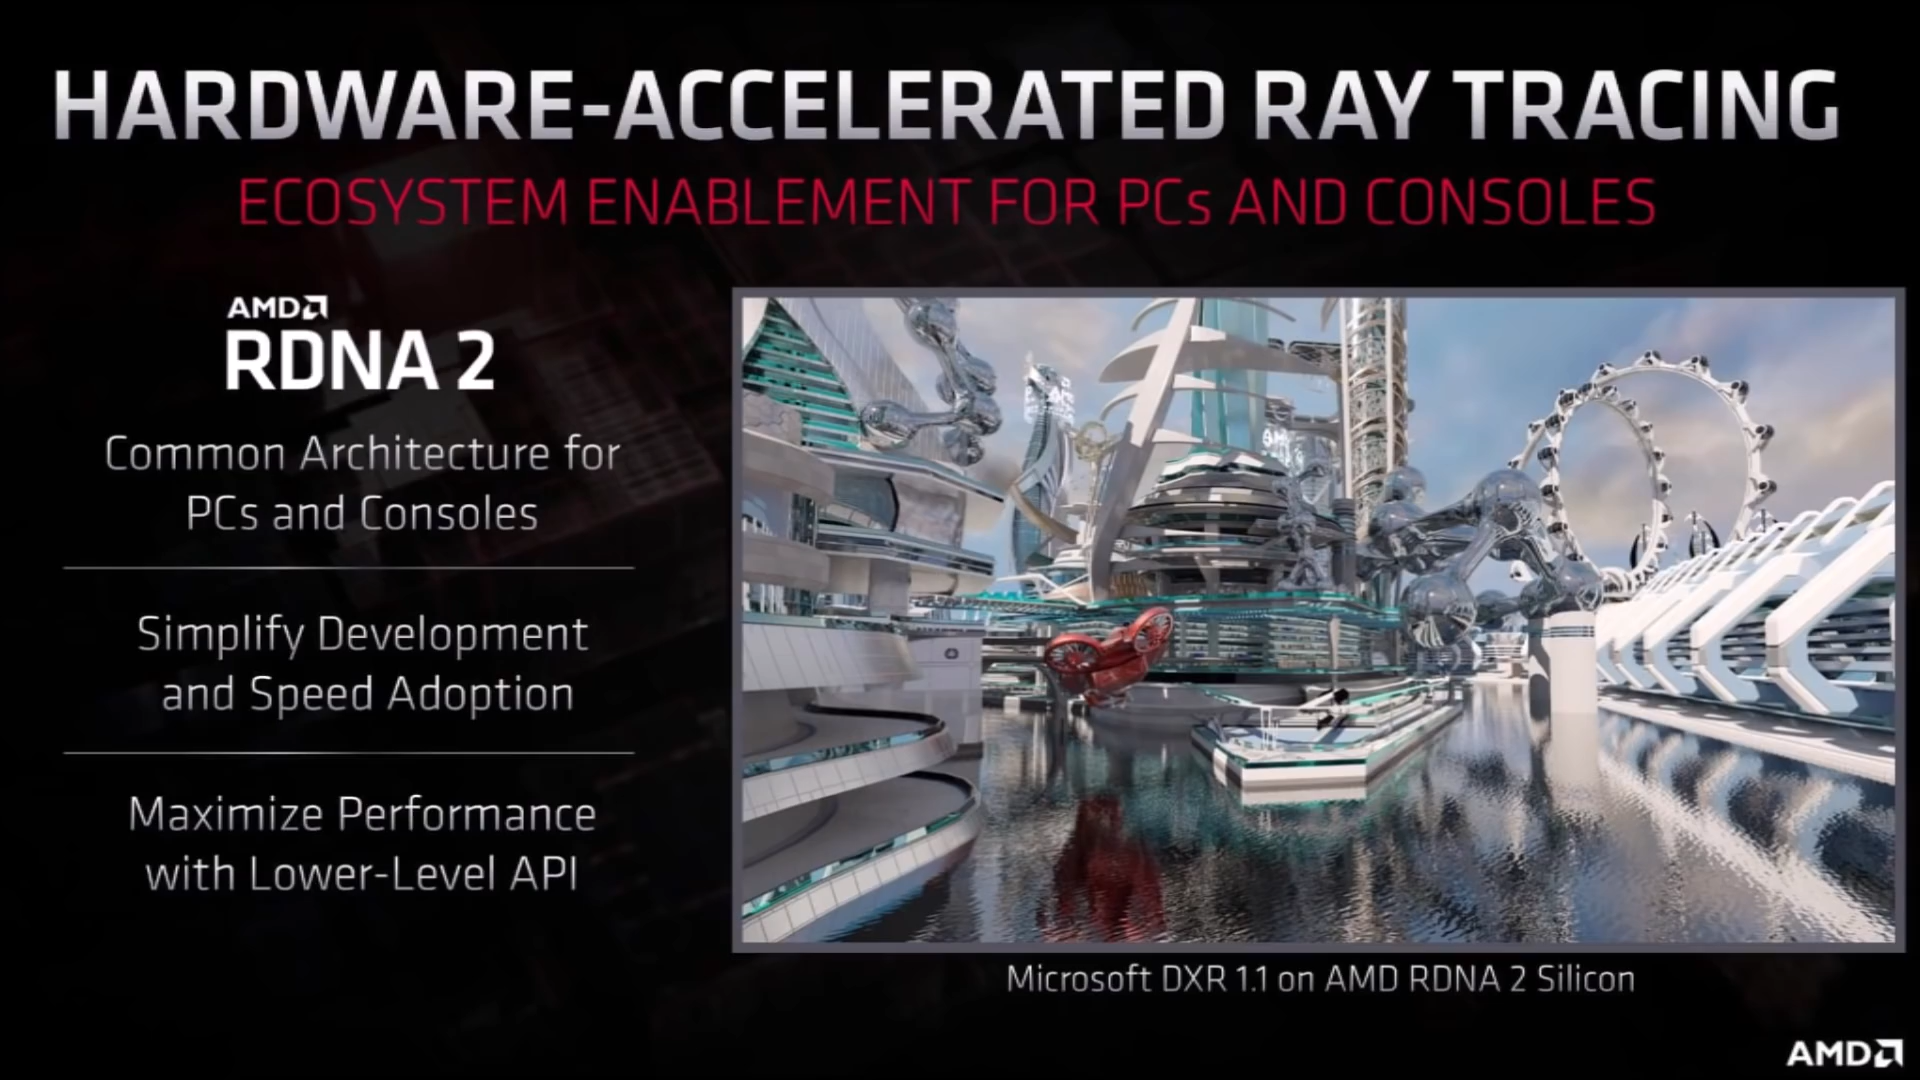 HARDWARE-ACCELERATED RAY TRACING
ECOSYSTEM ENABLEMENT FOR PCs AND CONSOLES
AMD
RDNA 2
Common Architecture for
PCs and Consoles
Simplify Development
and Speed Adoption
Maximize Performance
with Lower-Level API
Microsoft DXR 1.1 on AMD RDNA 2 Silicon
AMD